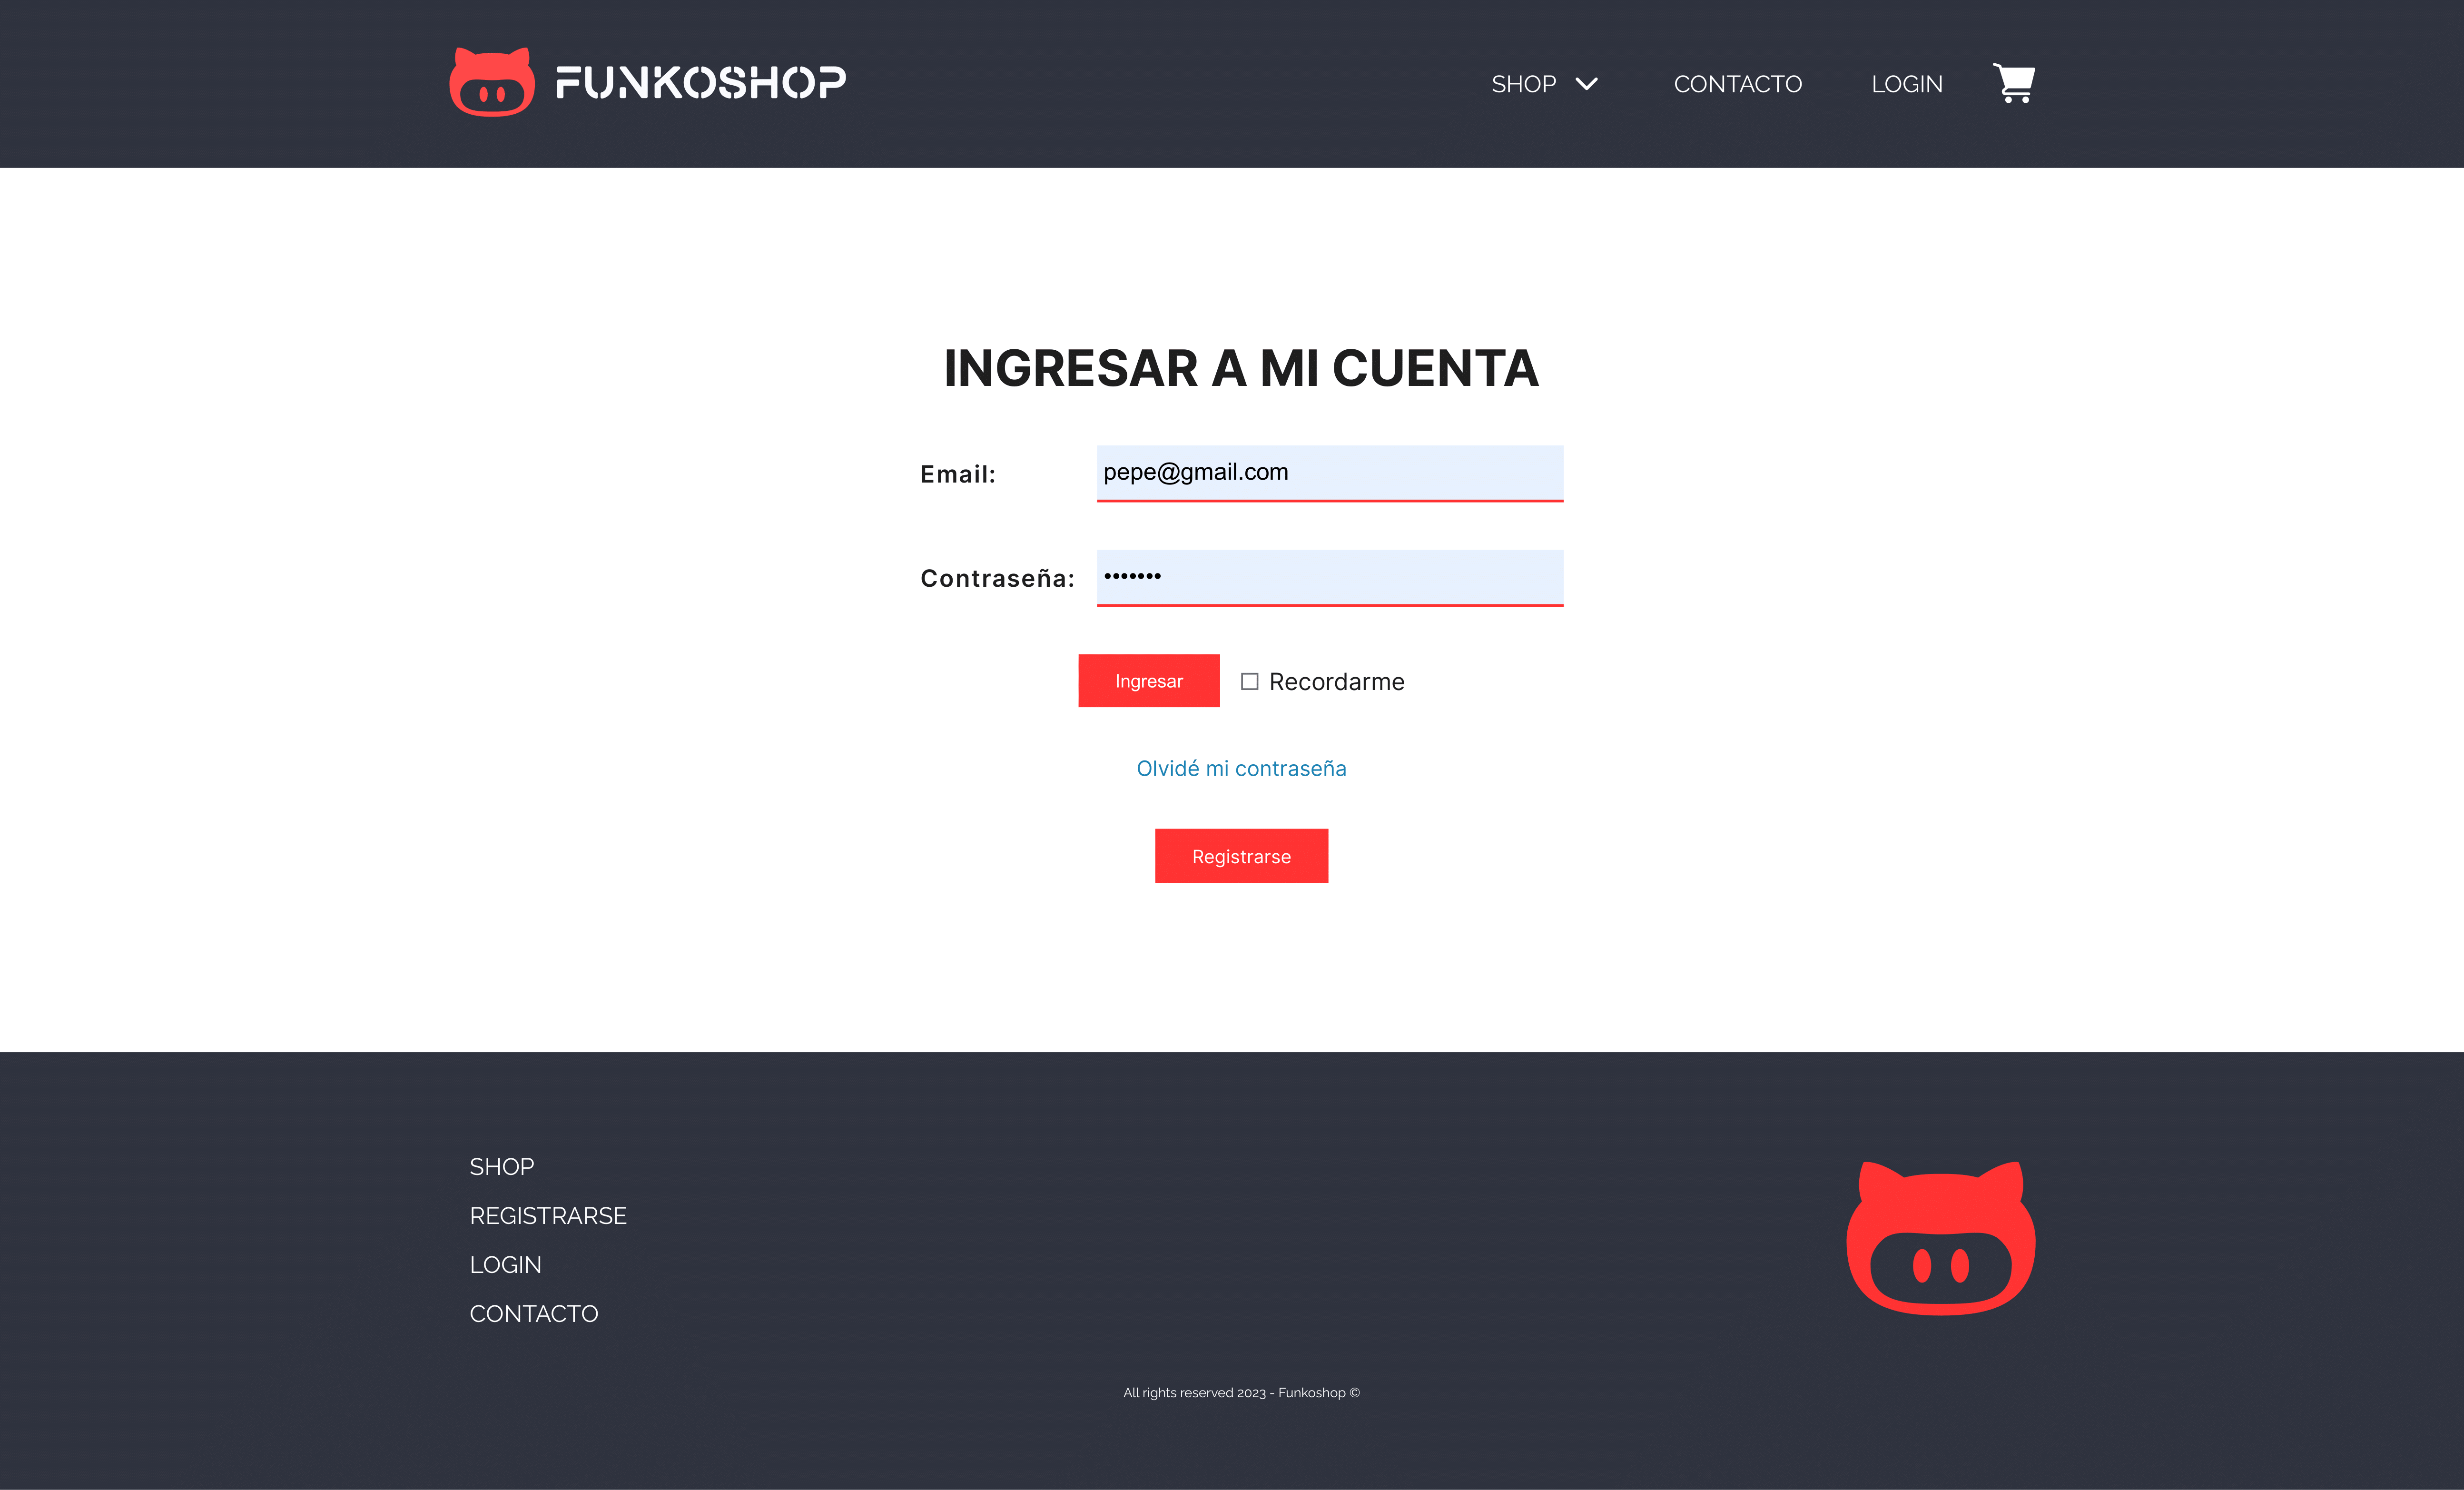 FUNKOSHOP
SHOP CONTACTO LOGIN
INGRESAR A MI CUENTA
Email: pepe@gmail.com
Contraseña: •••••••
Ingresar Recordarme
Olvidé mi contraseña
Registrarse
SHOP
REGISTRARSE
LOGIN
CONTACTO
All rights reserved 2023 - Funkoshop ©